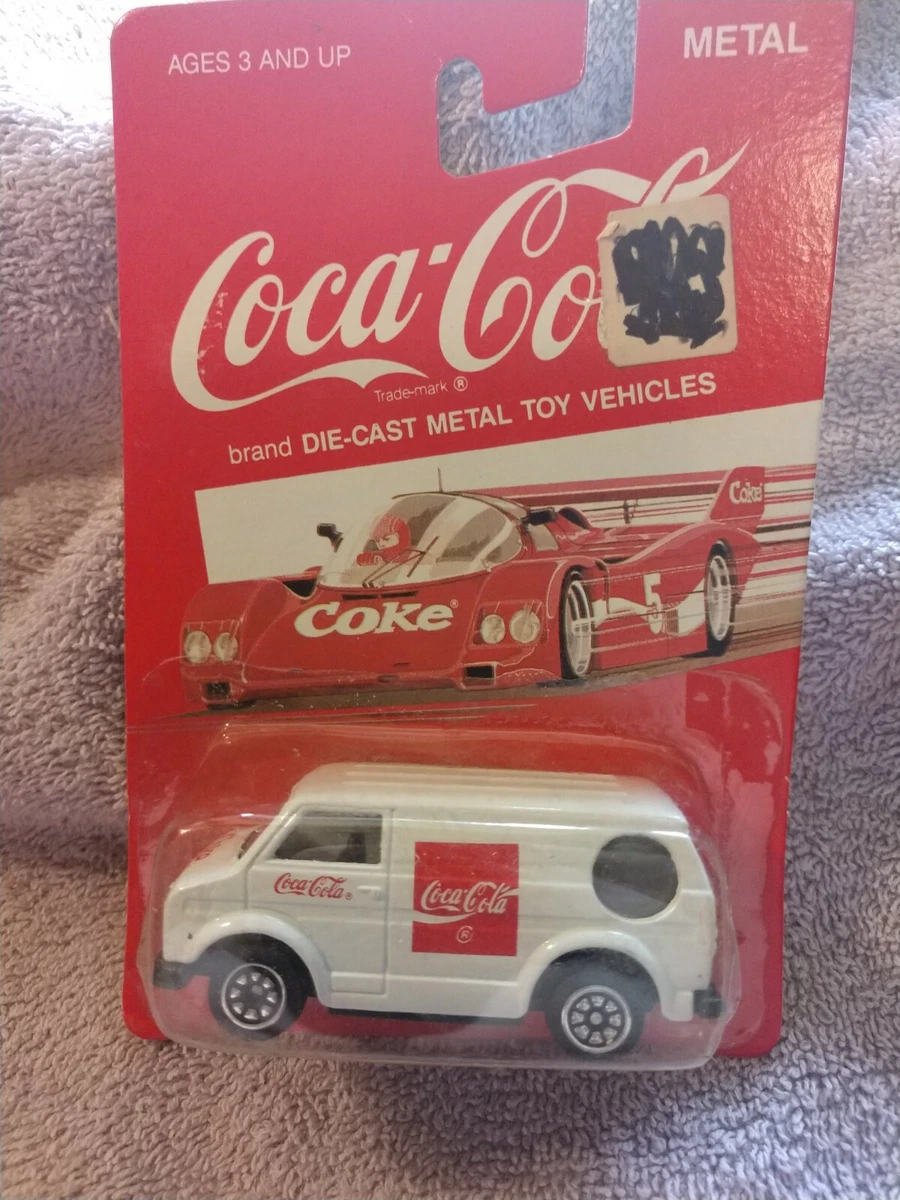 AGES 3 AND UP
METAL
Coca-Co
Trade-mark ®
brand DIE-CAST METAL TOY VEHICLES
Coke
Coke®
5
Coca-Cola®
Coca-Cola
®